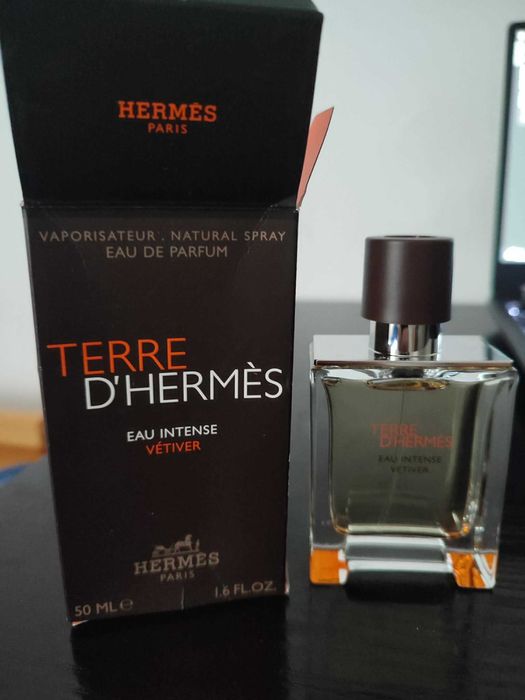 HERMÈS
PARIS
VAPORISATEUR. NATURAL SPRAY
EAU DE PARFUM
TERRE
D'HERMÈS
EAU INTENSE
VÉTIVER
HERMÈS
PARIS
50 ML ℮
1.6 FL.OZ.
TERRE
D'HERMÈS
EAU INTENSE
VÉTIVER